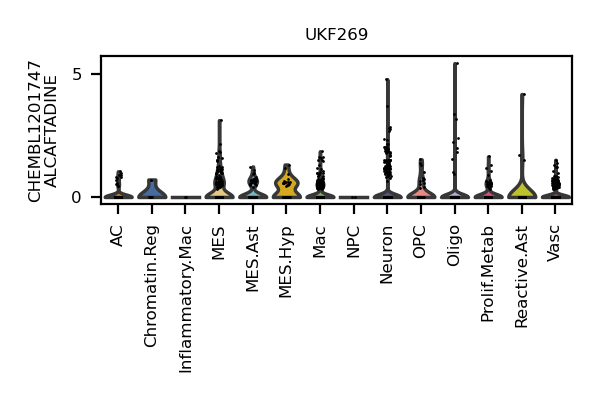 UKF269
CHEMBL1201747
ALCAFTADINE
5
0
AC
Chromatin.Reg
Inflammatory.Mac
MES
MES.Ast
MES.Hyp
Mac
NPC
Neuron
OPC
Oligo
Prolif.Metab
Reactive.Ast
Vasc